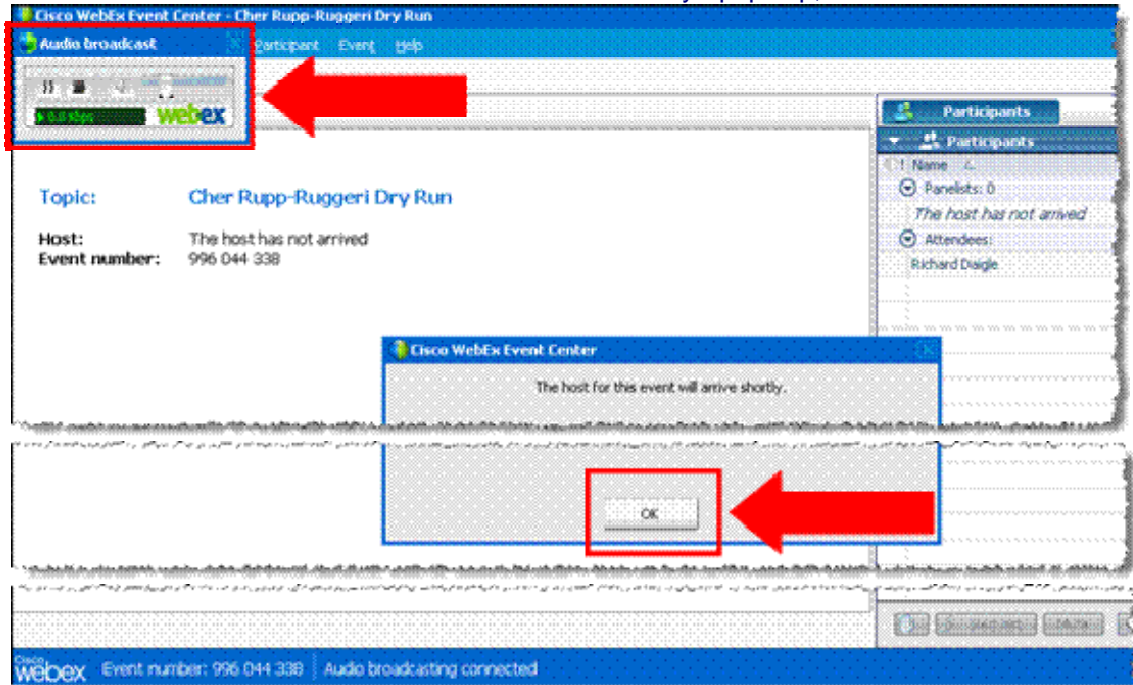 Cisco WebEx Event Center - Cher Rupp-Ruggeri Dry Run
Audio broadcast
Participant Event Help
0.0 Kbps webex
Participants
Participants
! Name
Topic: Cher Rupp-Ruggeri Dry Run
Panelists: 0
The host has not arrived
Host: The host has not arrived
Attendees:
Event number: 996 044 338
Richard Daigle
Cisco WebEx Event Center
The host for this event will arrive shortly.
OK
Cisco webex Event number: 996 044 338 Audio broadcasting connected